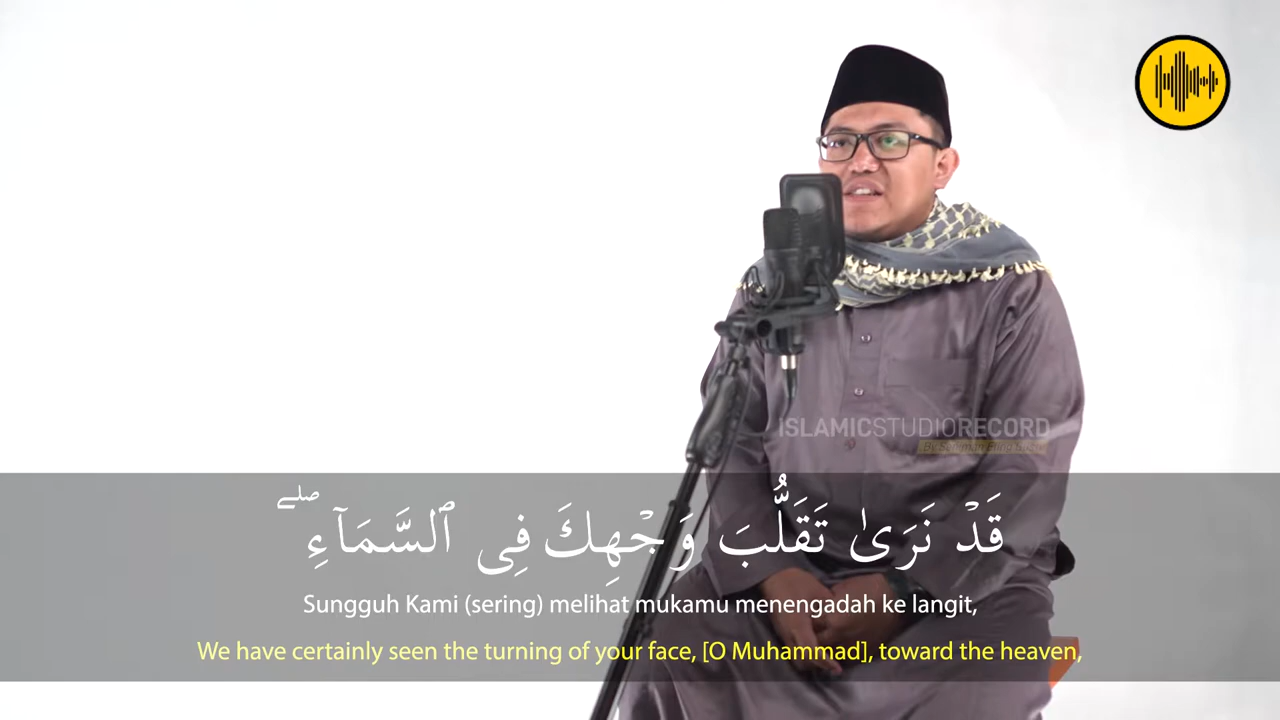 ISLAMICSTUDIORECORD
قَدْ نَرَىٰ تَقَلُّبَ وَجْهِكَ فِى ٱلسَّمَآءِ ۖ
Sungguh Kami (sering) melihat mukamu menengadah ke langit,
We have certainly seen the turning of your face, [O Muhammad], toward the heaven,